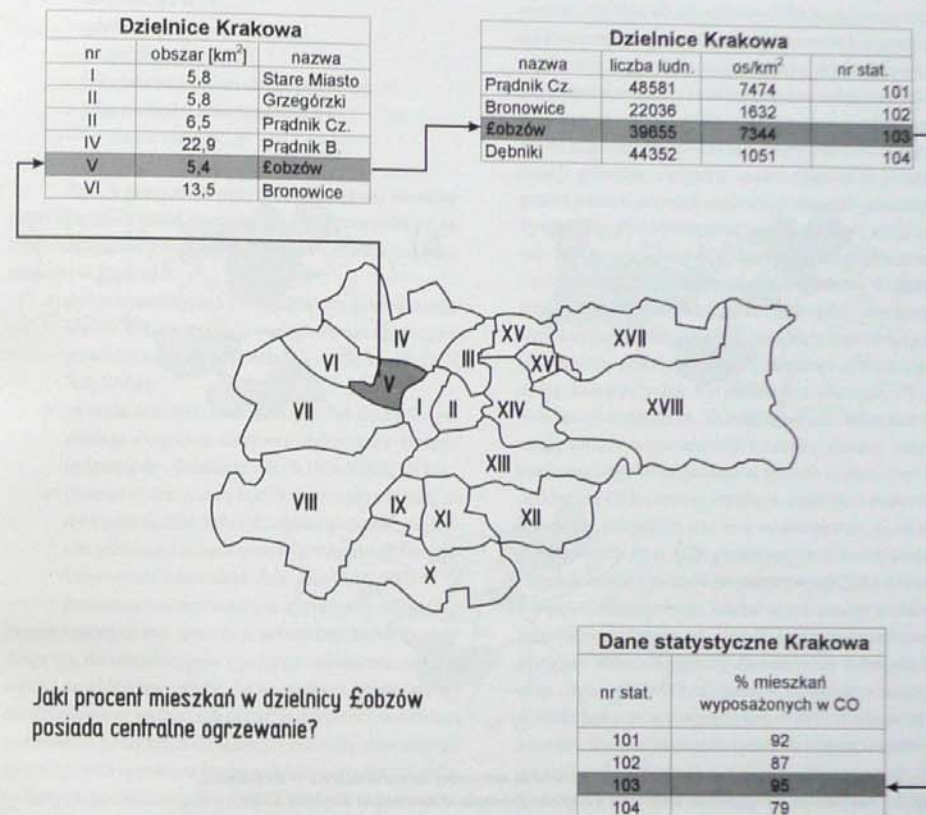 Dzielnice Krakowa
nr obszar [km²] nazwa
I 5,8 Stare Miasto
II 5,8 Grzegórzki
II 6,5 Prądnik Cz.
IV 22,9 Prądnik B.
V 5,4 £obzów
VI 13,5 Bronowice
Dzielnice Krakowa
nazwa liczba ludn. os/km² nr stat.
Prądnik Cz. 48581 7474 101
Bronowice 22036 1632 102
£obzów 39655 7344 103
Dębniki 44352 1051 104
IV
XV
XVII
III
VI
XVI
V
XVIII
VII
I
II
XIV
XIII
VIII
IX
XI
XII
X
Jaki procent mieszkań w dzielnicy £obzów
posiada centralne ogrzewanie?
Dane statystyczne Krakowa
nr stat. % mieszkań
wyposażonych w CO
101 92
102 87
103 95
104 79